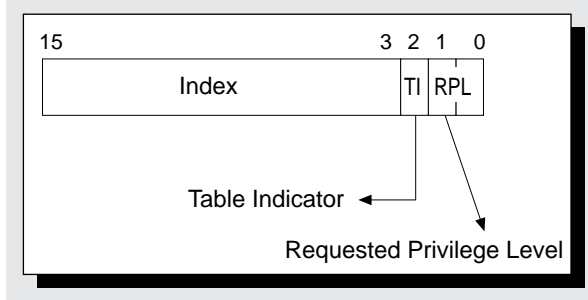 15 3 2 1 0
Index TI RPL
Table Indicator
Requested Privilege Level